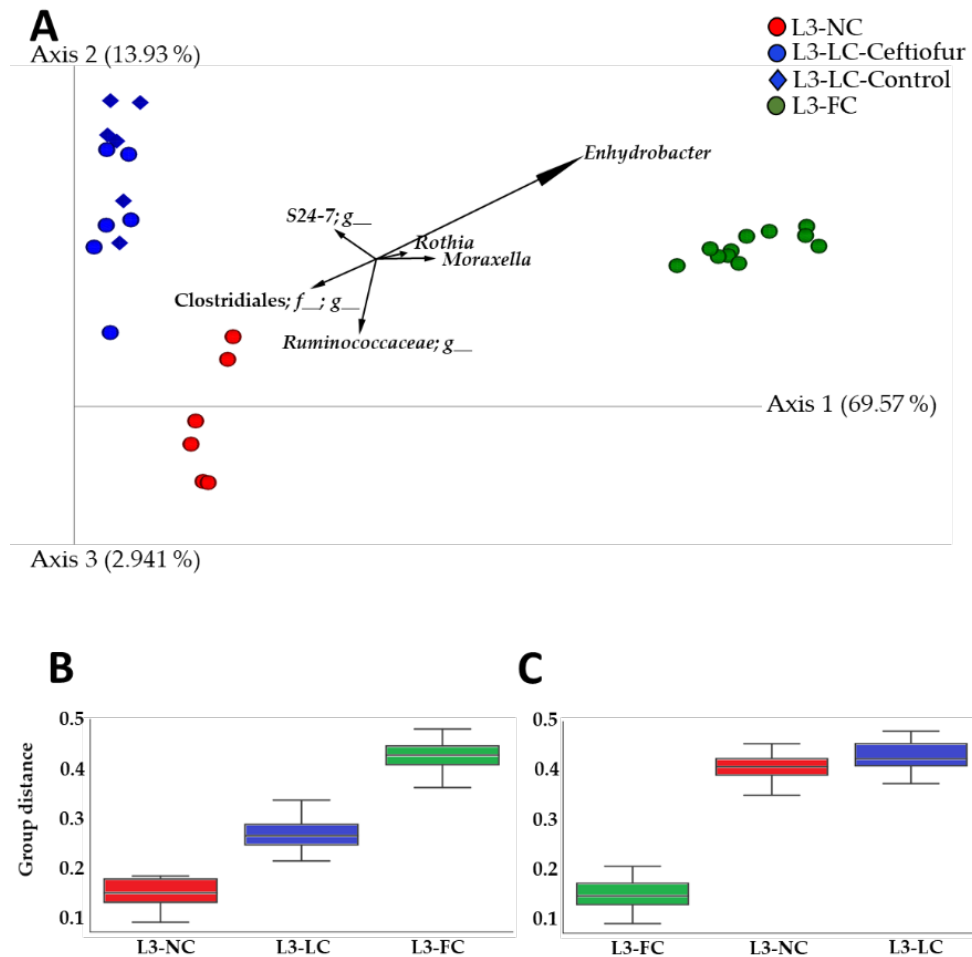 A
Axis 2 (13.93 %)
L3-NC
L3-LC-Ceftiofur
L3-LC-Control
L3-FC
Enhydrobacter
S24-7; g__
Rothia
Moraxella
Clostridiales; f__; g__
Ruminococcaceae; g__
Axis 1 (69.57 %)
Axis 3 (2.941 %)
B
Group distance
0.5
0.4
0.3
0.2
0.1
L3-NC L3-LC L3-FC
C
0.5
0.4
0.3
0.2
0.1
L3-FC L3-NC L3-LC